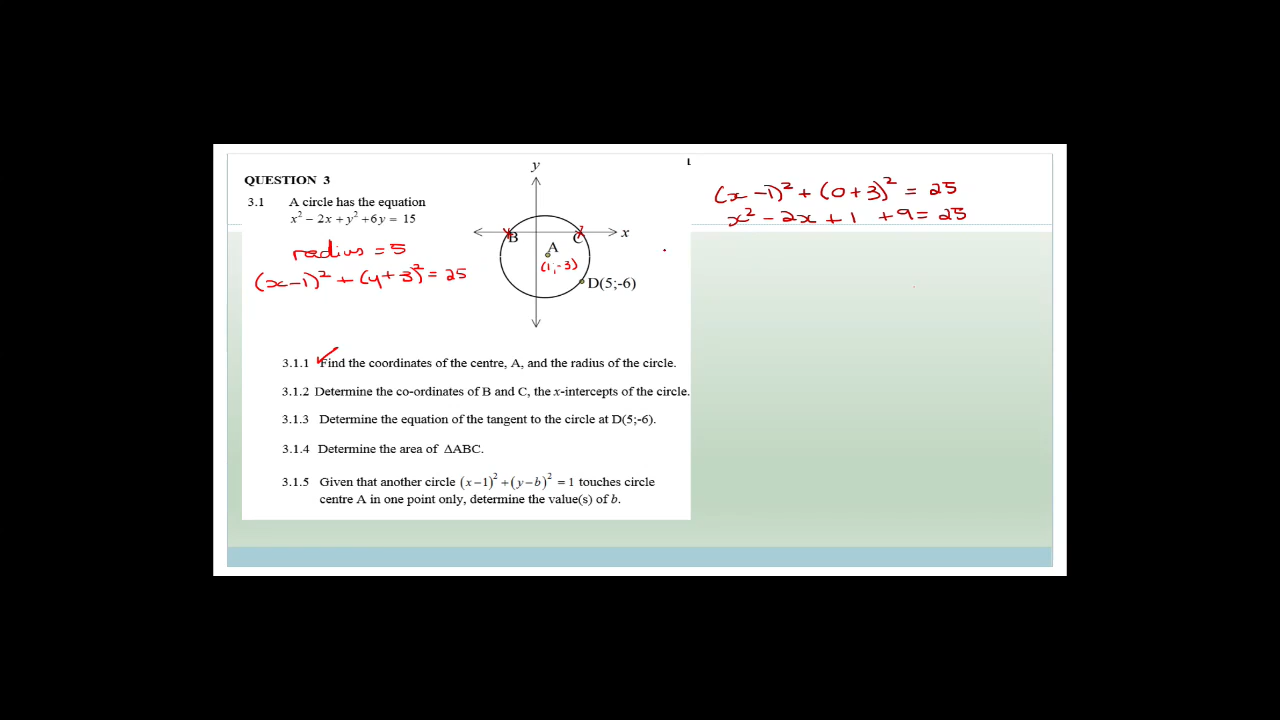 QUESTION 3
3.1 A circle has the equation
x² − 2x + y² + 6y = 15
radius = 5
(x−1)² + (y+3)² = 25
y
x
B
C
A
(1;−3)
D(5;-6)
3.1.1 Find the coordinates of the centre, A, and the radius of the circle.
3.1.2 Determine the co-ordinates of B and C, the x-intercepts of the circle.
3.1.3 Determine the equation of the tangent to the circle at D(5;-6).
3.1.4 Determine the area of ΔABC.
3.1.5 Given that another circle (x−1)² + (y−b)² = 1 touches circle
centre A in one point only, determine the value(s) of b.
(x−1)² + (0+3)² = 25
x² − 2x + 1 + 9 = 25